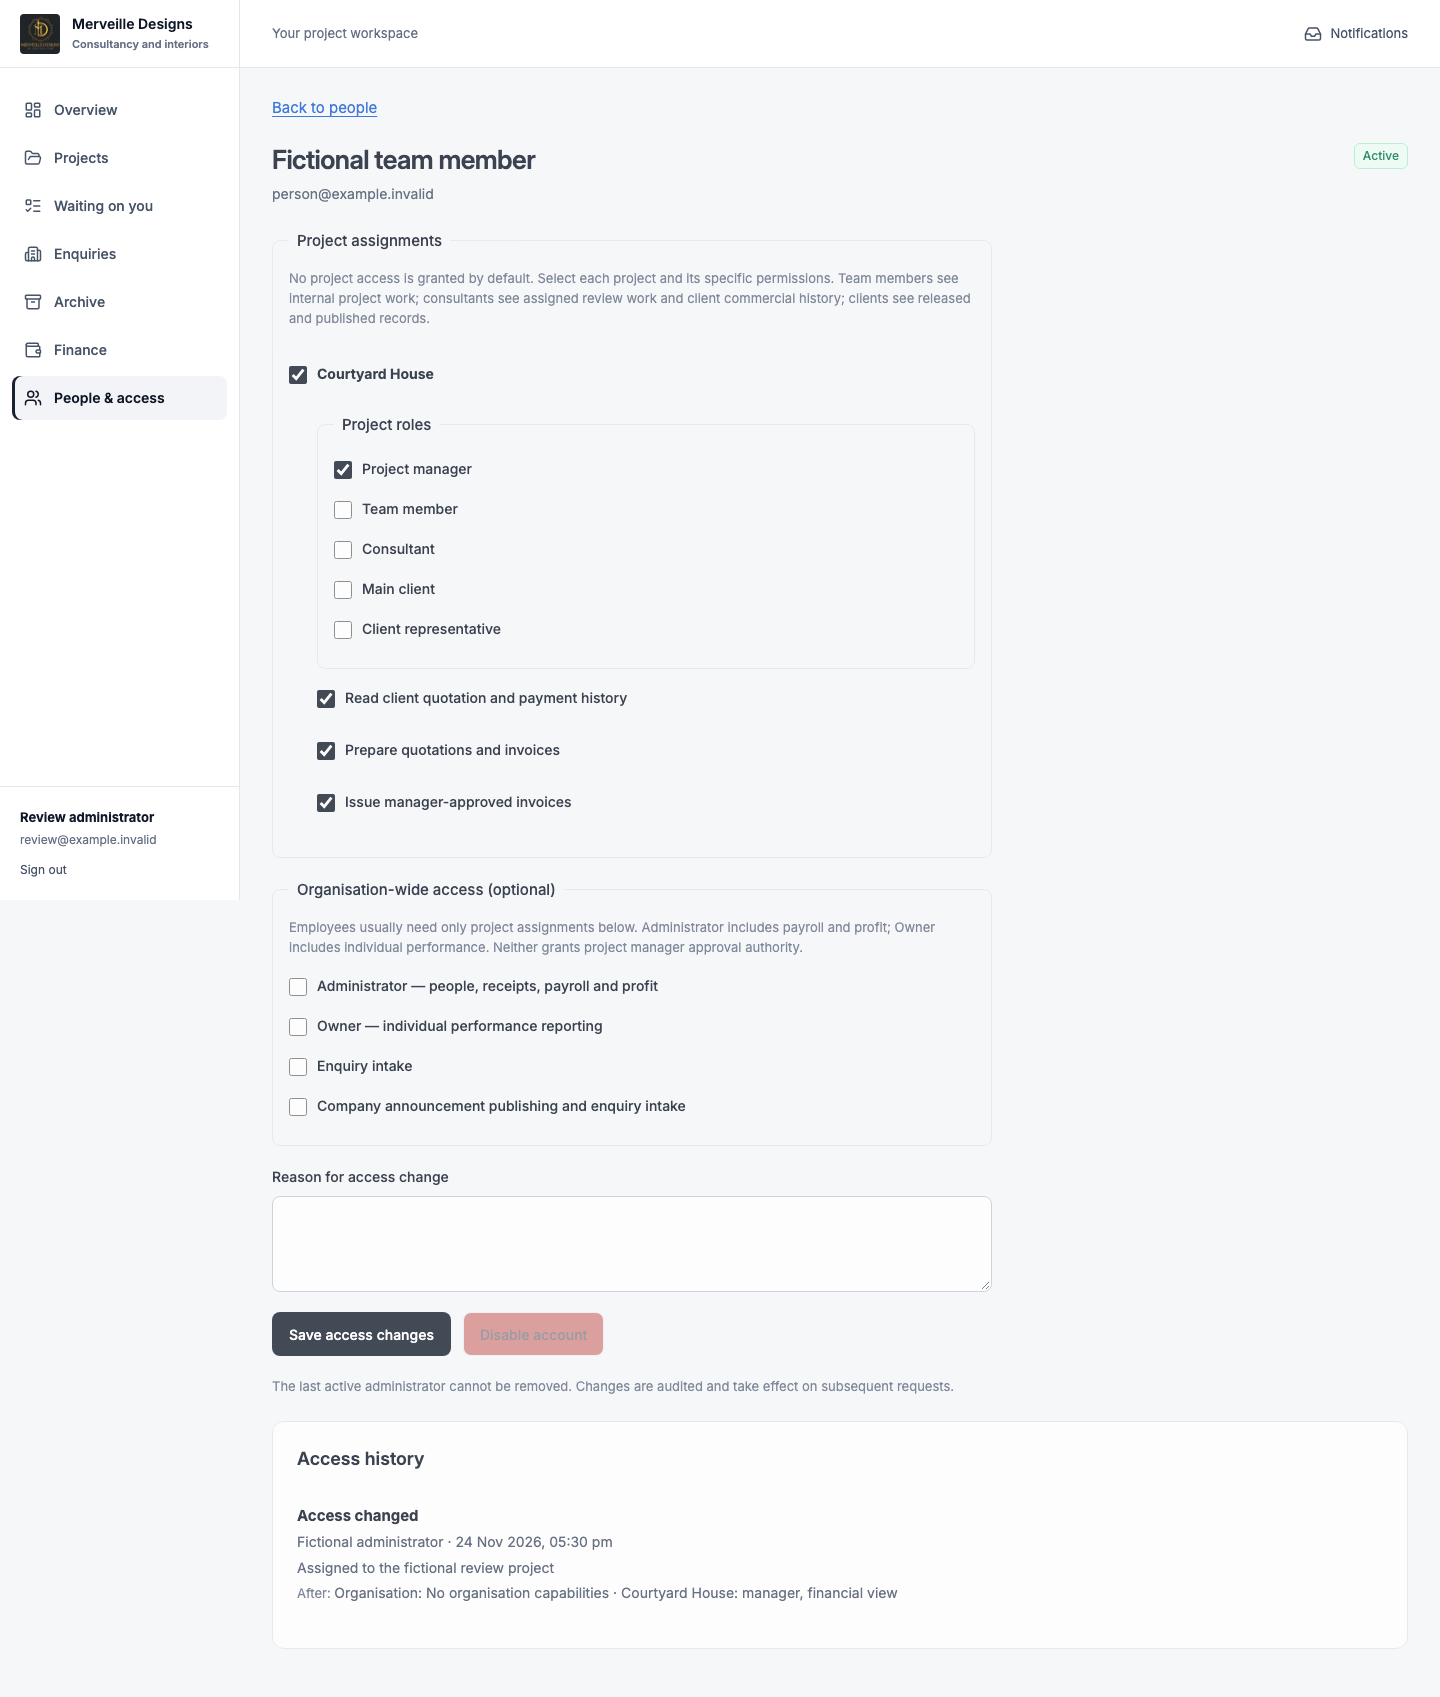 Merveille Designs
Consultancy and interiors
Your project workspace
Notifications
Overview
Projects
Waiting on you
Enquiries
Archive
Finance
People & access
Review administrator
review@example.invalid
Sign out
Back to people
Fictional team member
Active
person@example.invalid
Project assignments
No project access is granted by default. Select each project and its specific permissions. Team members see
internal project work; consultants see assigned review work and client commercial history; clients see released
and published records.
Courtyard House
Project roles
Project manager
Team member
Consultant
Main client
Client representative
Read client quotation and payment history
Prepare quotations and invoices
Issue manager-approved invoices
Organisation-wide access (optional)
Employees usually need only project assignments below. Administrator includes payroll and profit; Owner
includes individual performance. Neither grants project manager approval authority.
Administrator — people, receipts, payroll and profit
Owner — individual performance reporting
Enquiry intake
Company announcement publishing and enquiry intake
Reason for access change
Save access changes
Disable account
The last active administrator cannot be removed. Changes are audited and take effect on subsequent requests.
Access history
Access changed
Fictional administrator · 24 Nov 2026, 05:30 pm
Assigned to the fictional review project
After: Organisation: No organisation capabilities · Courtyard House: manager, financial view